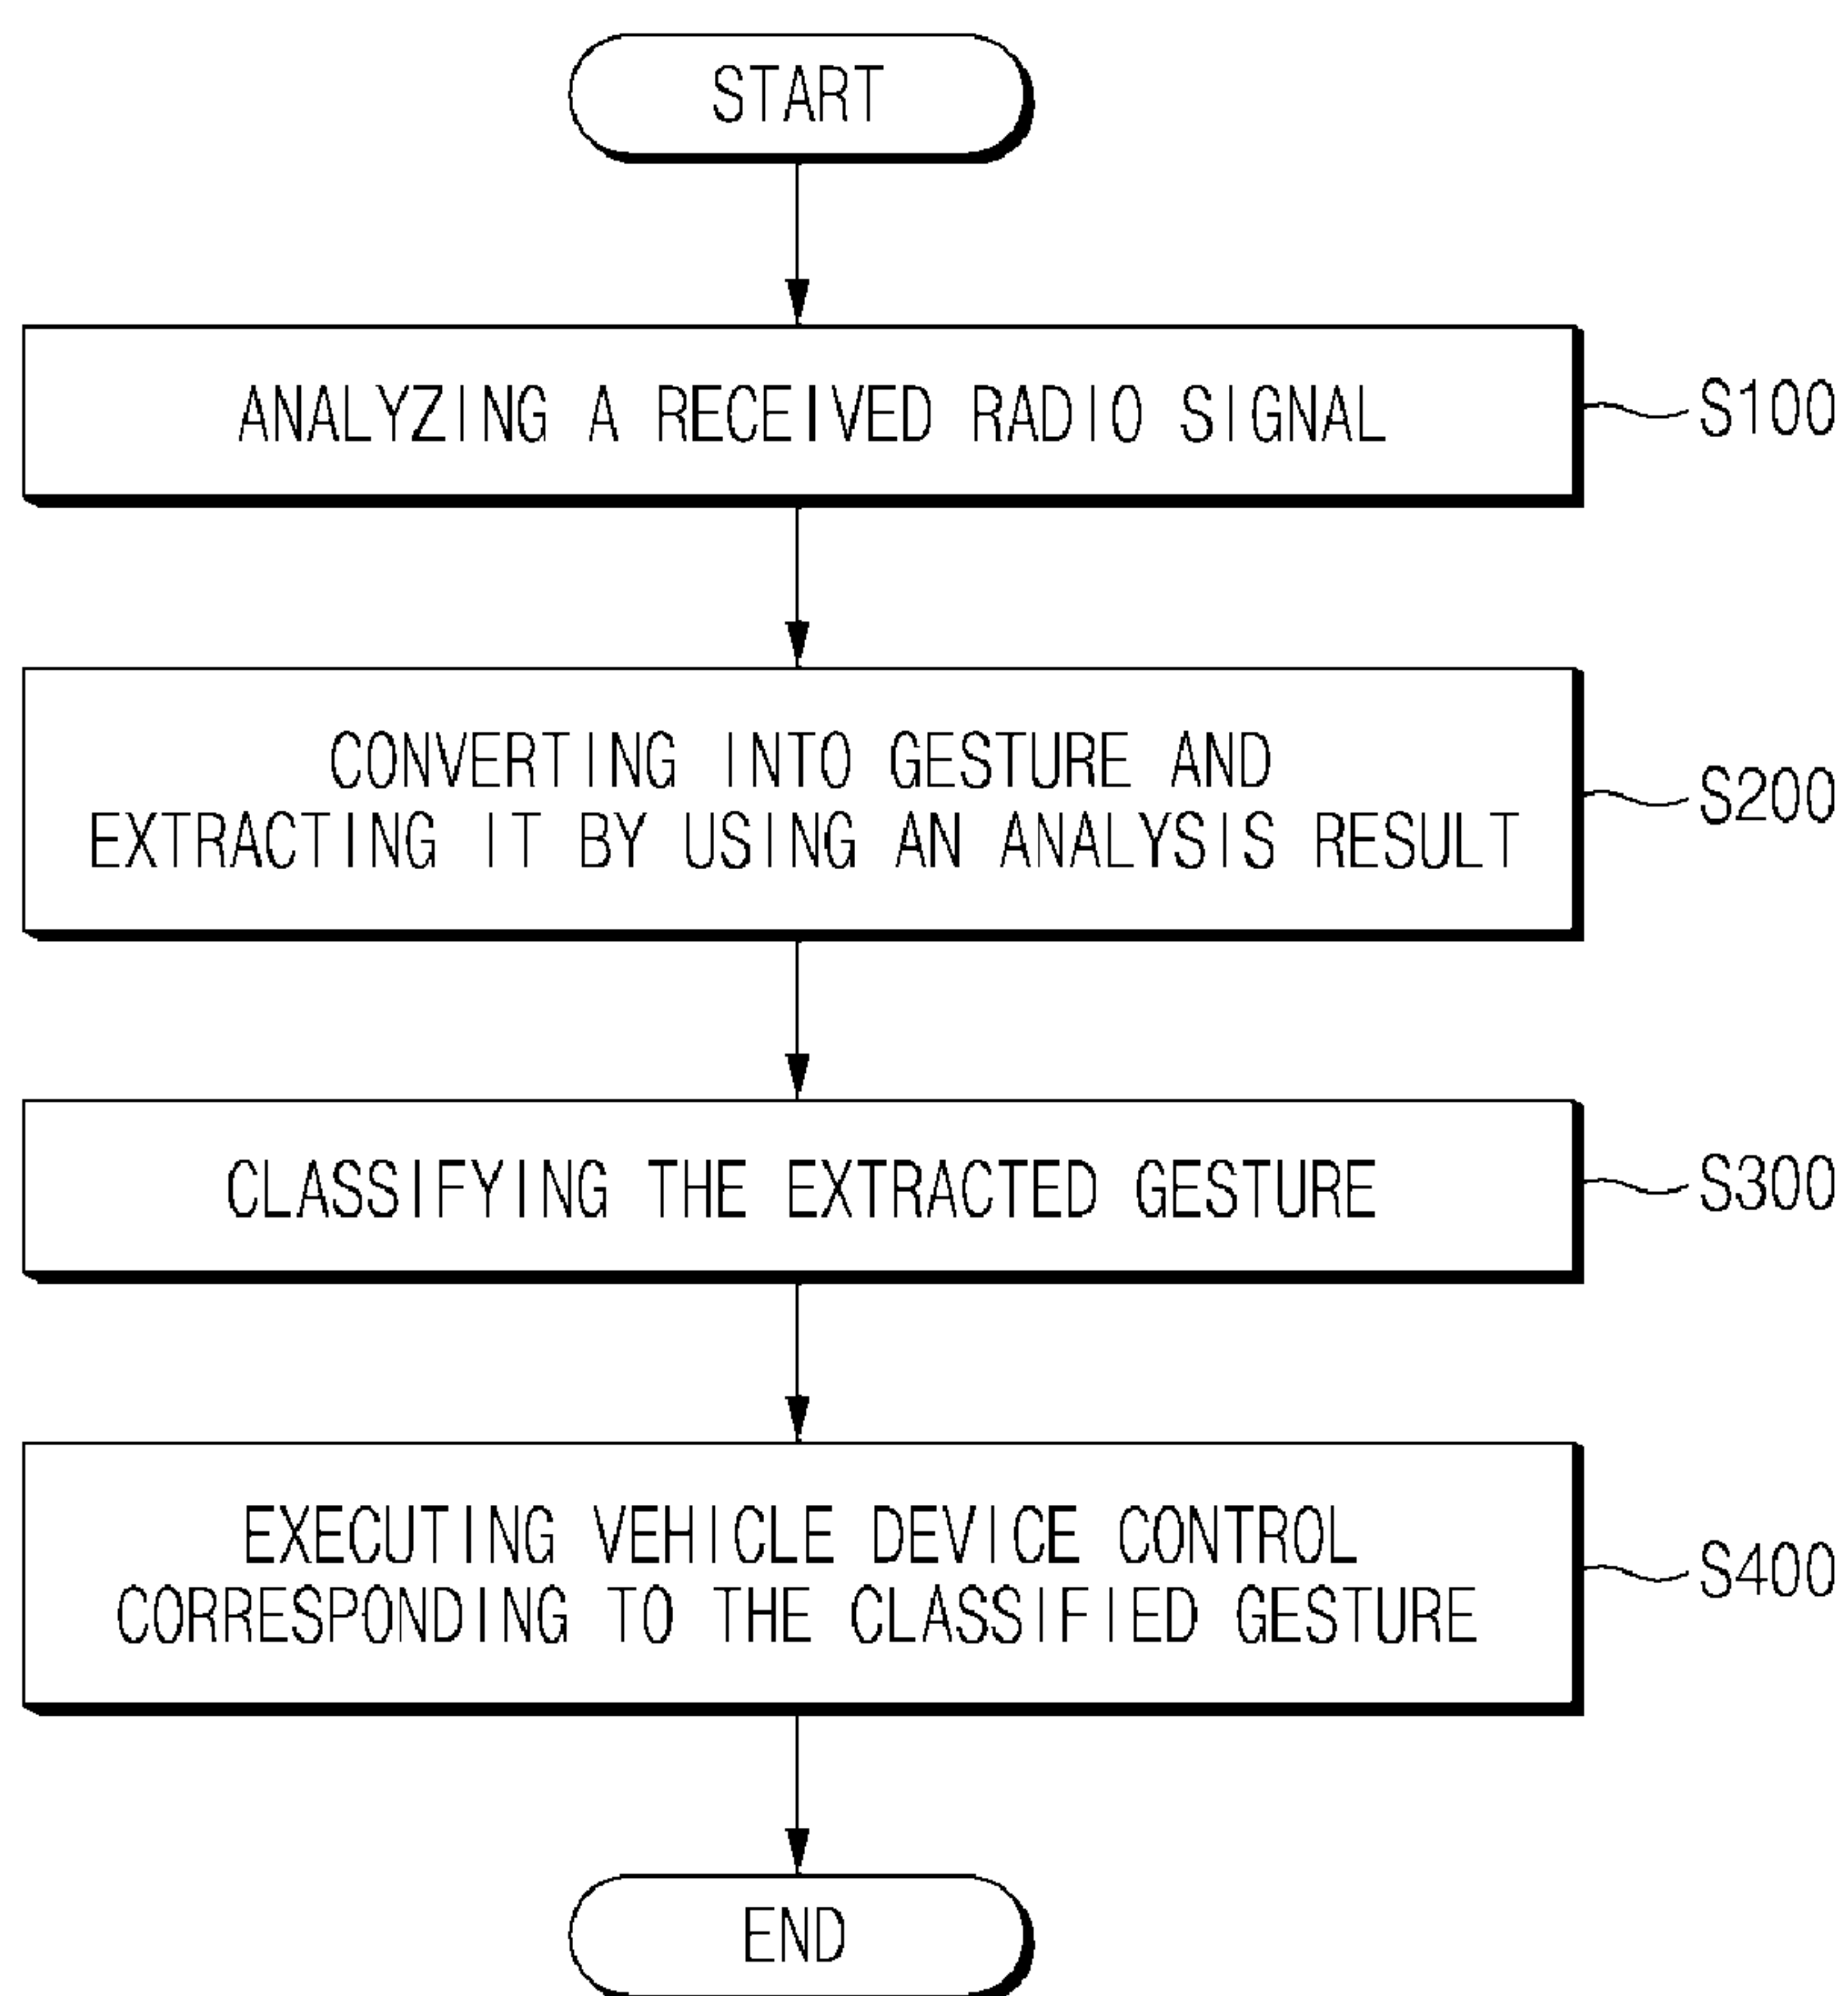 START
ANALYZING A RECEIVED RADIO SIGNAL
S100
CONVERTING INTO GESTURE AND
EXTRACTING IT BY USING AN ANALYSIS RESULT
S200
CLASSIFYING THE EXTRACTED GESTURE
S300
EXECUTING VEHICLE DEVICE CONTROL
CORRESPONDING TO THE CLASSIFIED GESTURE
S400
END